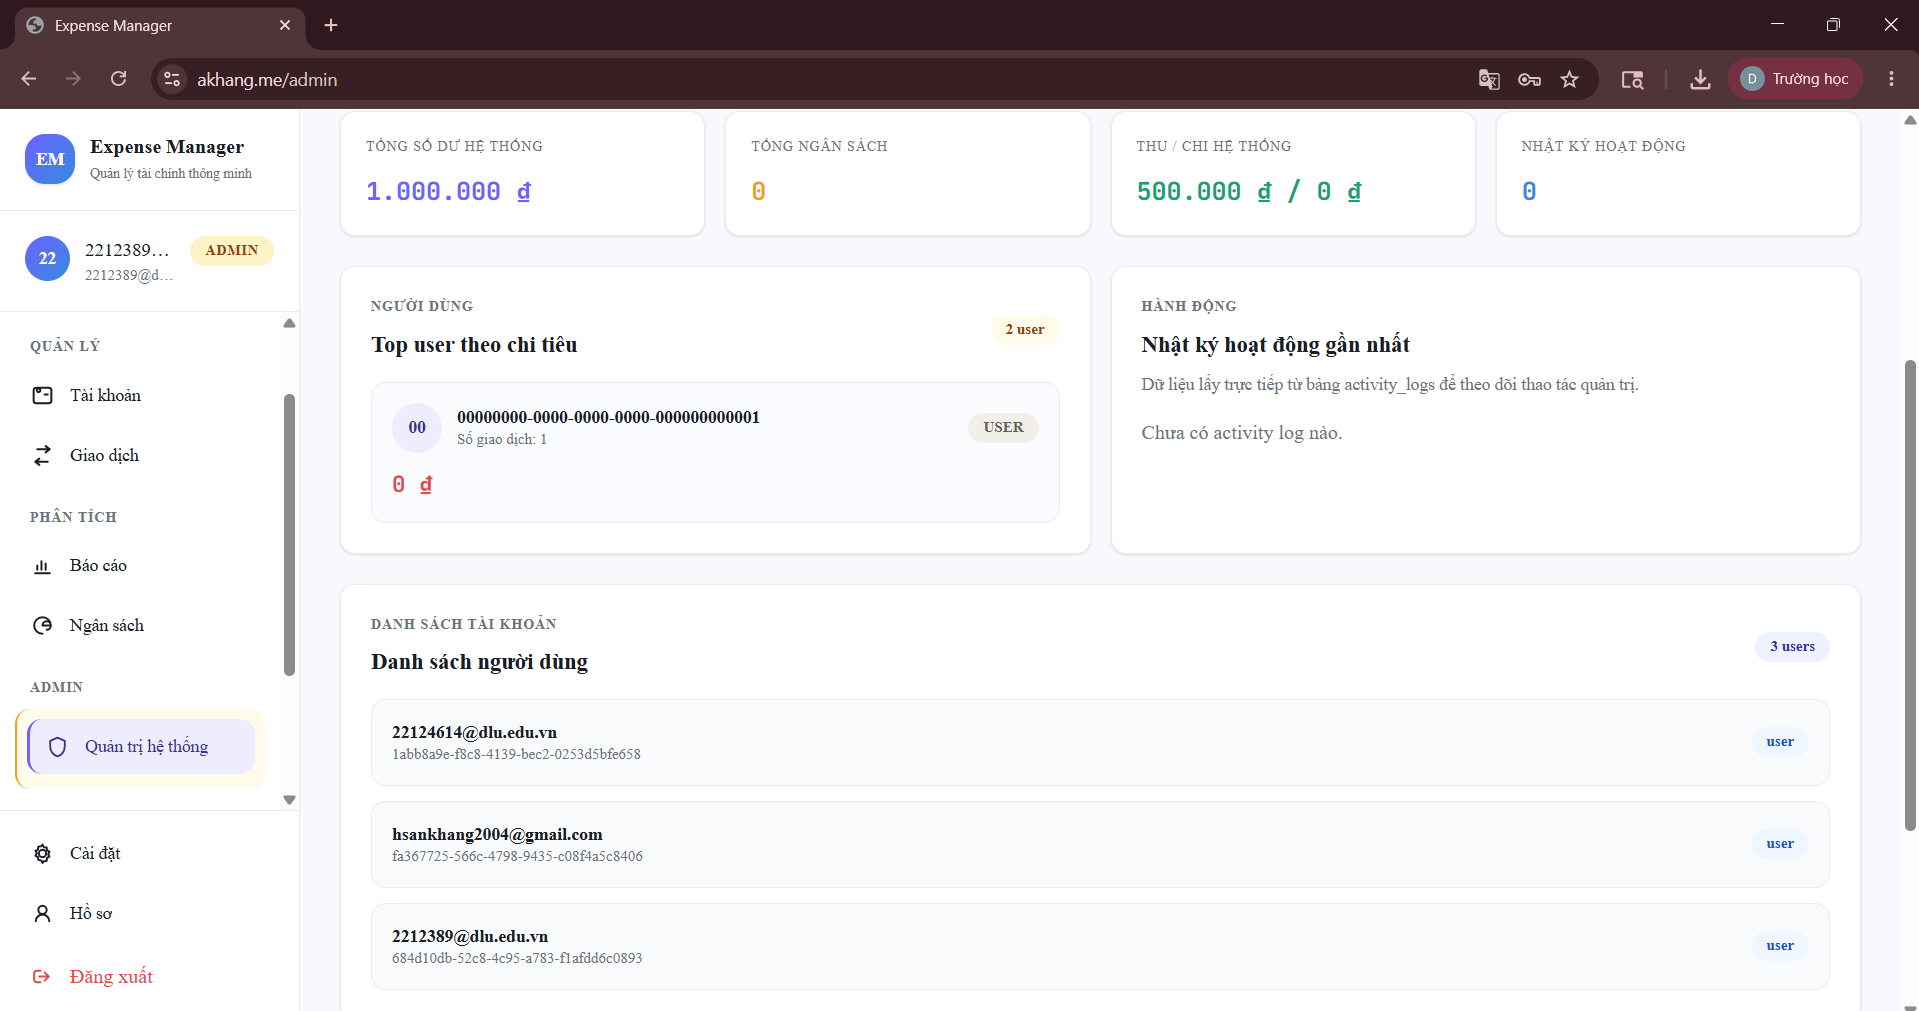 Expense Manager
akhang.me/admin
D Trường học
EM
Expense Manager
Quản lý tài chính thông minh
22
2212389...
ADMIN
2212389@d...
QUẢN LÝ
Tài khoản
Giao dịch
PHÂN TÍCH
Báo cáo
Ngân sách
ADMIN
Quản trị hệ thống
Cài đặt
Hồ sơ
Đăng xuất
TỔNG SỐ DƯ HỆ THỐNG
1.000.000 ₫
TỔNG NGÂN SÁCH
0
THU / CHI HỆ THỐNG
500.000 ₫ / 0 ₫
NHẬT KÝ HOẠT ĐỘNG
0
NGƯỜI DÙNG
Top user theo chi tiêu
2 user
00
00000000-0000-0000-0000-000000000001
Số giao dịch: 1
USER
0 ₫
HÀNH ĐỘNG
Nhật ký hoạt động gần nhất
Dữ liệu lấy trực tiếp từ bảng activity_logs để theo dõi thao tác quản trị.
Chưa có activity log nào.
DANH SÁCH TÀI KHOẢN
Danh sách người dùng
3 users
22124614@dlu.edu.vn
1abb8a9e-f8c8-4139-bec2-0253d5bfe658
user
hsankhang2004@gmail.com
fa367725-566c-4798-9435-c08f4a5c8406
user
2212389@dlu.edu.vn
684d10db-52c8-4c95-a783-f1afdd6c0893
user